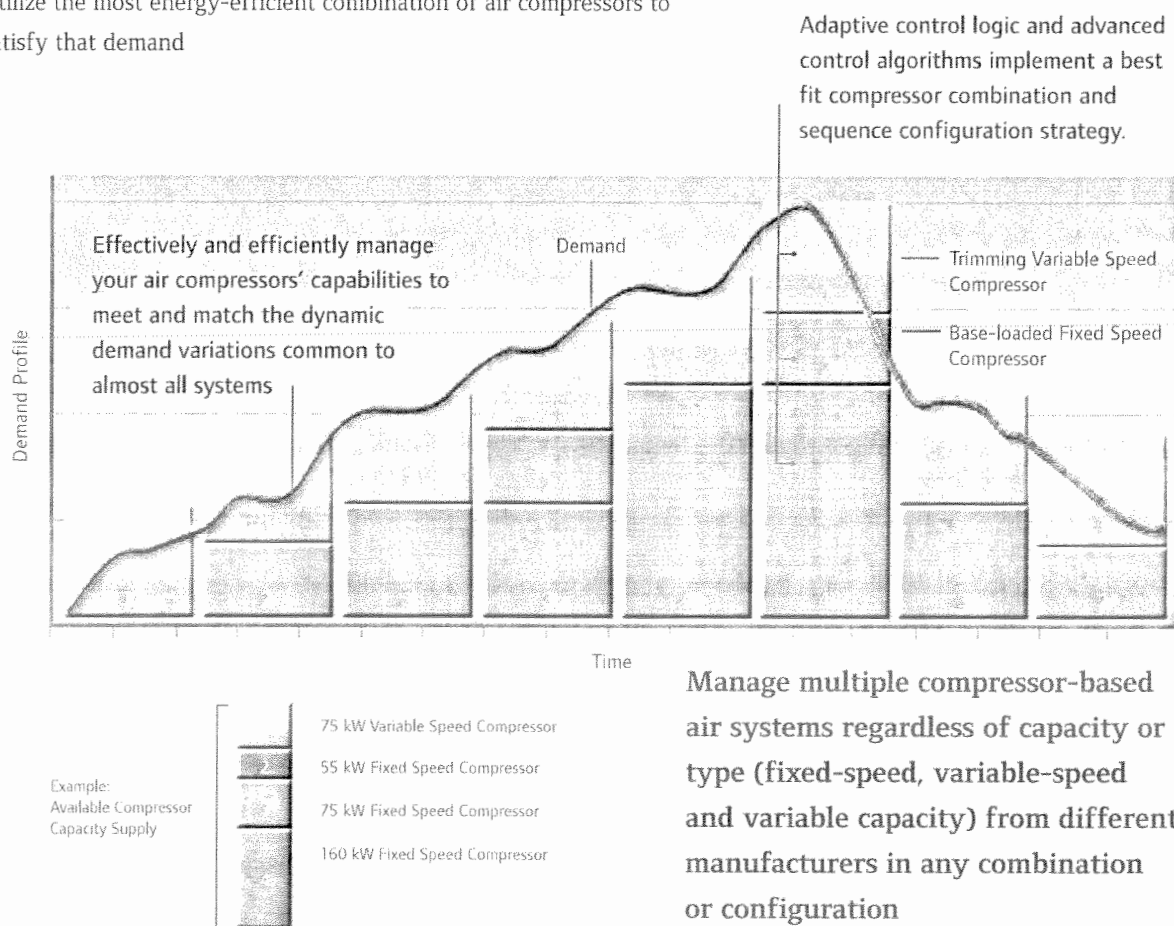 tilize the most energy-efficient combination of air compressors to
tisfy that demand
Adaptive control logic and advanced
control algorithms implement a best
fit compressor combination and
sequence configuration strategy.
Effectively and efficiently manage
your air compressors' capabilities to
meet and match the dynamic
demand variations common to
almost all systems
Demand
Trimming Variable Speed
Compressor
Base-loaded Fixed Speed
Compressor
Demand Profile
Time
75 kW Variable Speed Compressor
55 kW Fixed Speed Compressor
75 kW Fixed Speed Compressor
160 kW Fixed Speed Compressor
Example:
Available Compressor
Capacity Supply
Manage multiple compressor-based
air systems regardless of capacity or
type (fixed-speed, variable-speed
and variable capacity) from different
manufacturers in any combination
or configuration